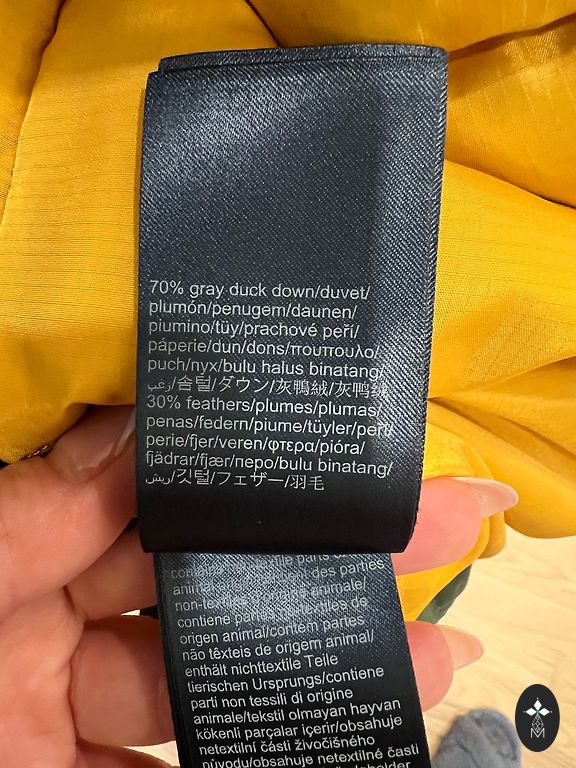 70% gray duck down/duvet/
plumón/penugem/daunen/
piumino/tüy/prachové peří/
páperie/dun/dons/πουπουλο/
puch/пух/bulu halus binatang/
زغب/솜털/ダウン/灰鴨絨/灰鸭绒
30% feathers/plumes/plumas/
penas/federn/piume/tüyler/peří/
perie/fjer/veren/φτερα/pióra/
fjädrar/fjær/перо/bulu binatang/
ريش/깃털/フェザー/羽毛
parts
des parties
non-textiles animale/
contiene partes textiles de
origen animal/contém partes
não têxteis de origem animal/
enthält nichttextile Teile
tierischen Ursprungs/contiene
parti non tessili di origine
animale/tekstil olmayan hayvan
kökenli parçalar içerir/obsahuje
netextilní části živočišného
původu/obsahuje netextilné časti
M